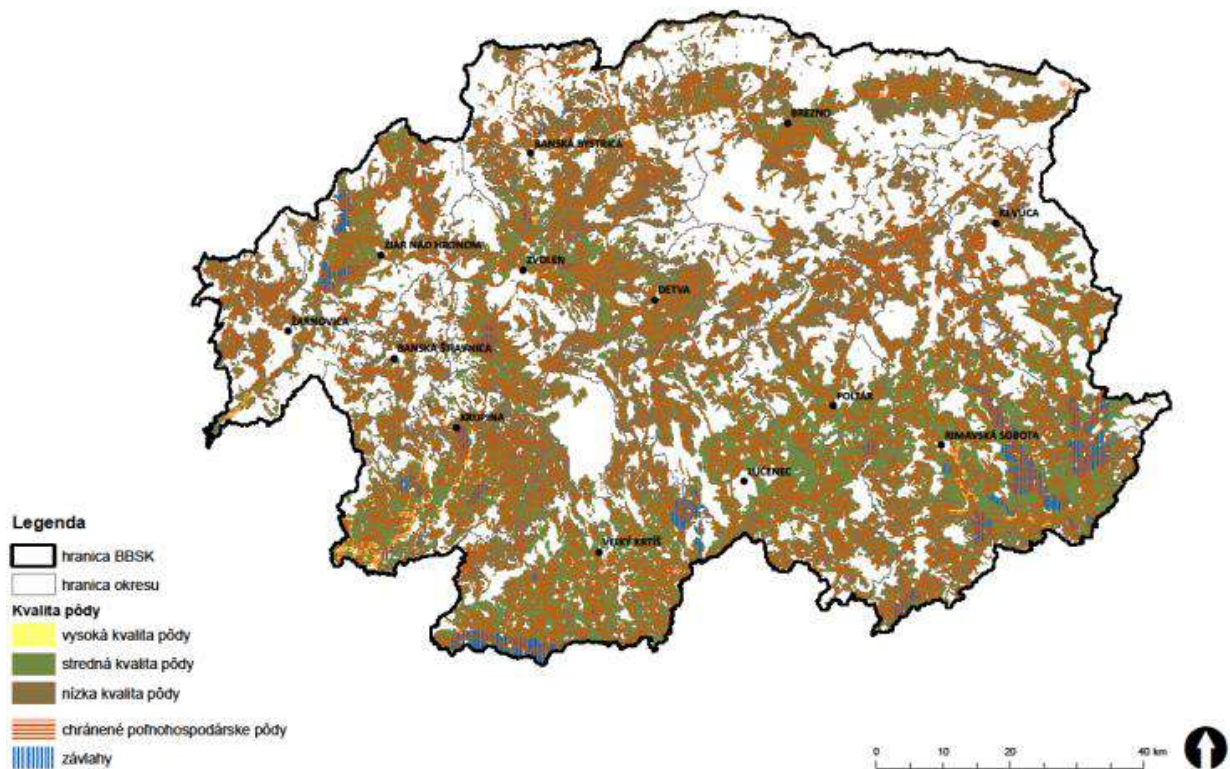 BREZNO
BANSKÁ BYSTRICA
REVÚCA
ŽIAR NAD HRONOM
ZVOLEN
DETVA
ŽARNOVICA
BANSKÁ ŠTIAVNICA
POLTÁR
KRUPINA
RIMAVSKÁ SOBOTA
LUČENEC
VEĽKÝ KRTÍŠ
Legenda
hranica BBSK
hranica okresu
Kvalita pôdy
vysoká kvalita pôdy
stredná kvalita pôdy
nízka kvalita pôdy
chránené poľnohospodárske pôdy
závlahy
0 10 20 40 km